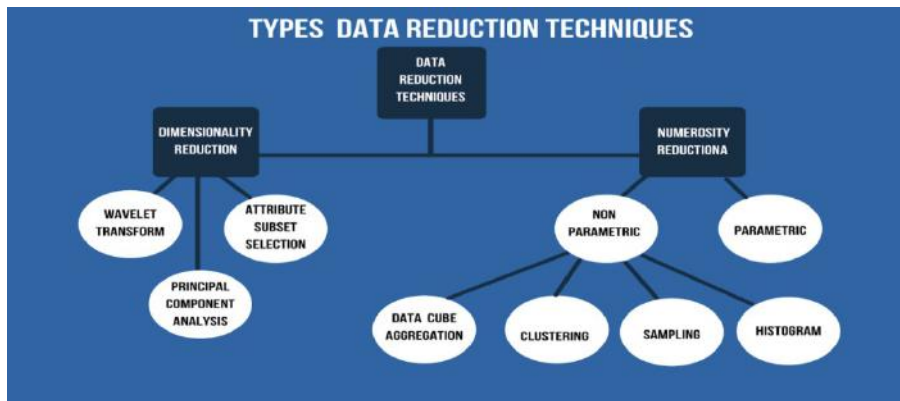 TYPES DATA REDUCTION TECHNIQUES
DATA
REDUCTION
TECHNIQUES
DIMENSIONALITY
REDUCTION
NUMEROSITY
REDUCTIONA
WAVELET
TRANSFORM
ATTRIBUTE
SUBSET
SELECTION
PRINCIPAL
COMPONENT
ANALYSIS
NON
PARAMETRIC
PARAMETRIC
DATA CUBE
AGGREGATION
CLUSTERING
SAMPLING
HISTOGRAM